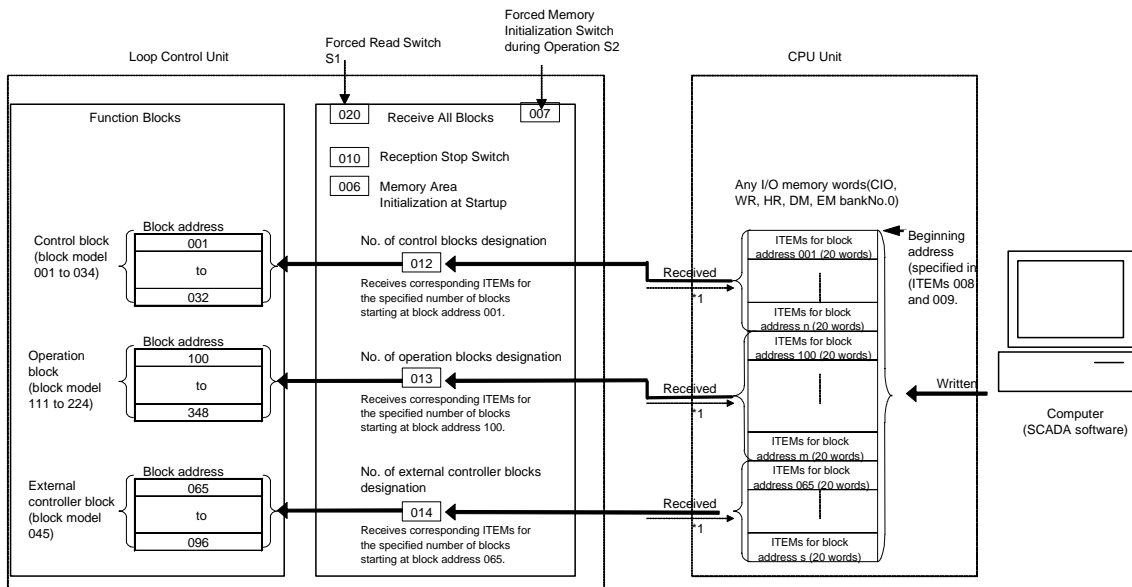 Forced Memory
Initialization Switch
during Operation S2
Forced Read Switch
S1
Loop Control Unit
CPU Unit
Function Blocks
020
Receive All Blocks
007
010
Reception Stop Switch
006
Memory Area
Initialization at Startup
Any I/O memory words(CIO,
WR, HR, DM, EM bankNo.0)
Control block
(block model
001 to 034)
Block address
001
to
032
No. of control blocks designation
012
Receives corresponding ITEMs for
the specified number of blocks
starting at block address 001.
Received
*1
ITEMs for block
address 001 (20 words)
ITEMs for block
address n (20 words)
Beginning
address
(specified in
(ITEMs 008
and 009.
Operation
block
(block model
111 to 224)
Block address
100
to
348
No. of operation blocks designation
013
Receives corresponding ITEMs for
the specified number of blocks
starting at block address 100.
Received
*1
ITEMs for block
address 100 (20 words)
ITEMs for block
address m (20 words)
Written
Computer
(SCADA software)
External
controller block
(block model
045)
Block address
065
to
096
No. of external controller blocks
designation
014
Receives corresponding ITEMs for
the specified number of blocks
starting at block address 065.
Received
*1
ITEMs for block
address 065 (20 words)
ITEMs for block
address s (20 words)